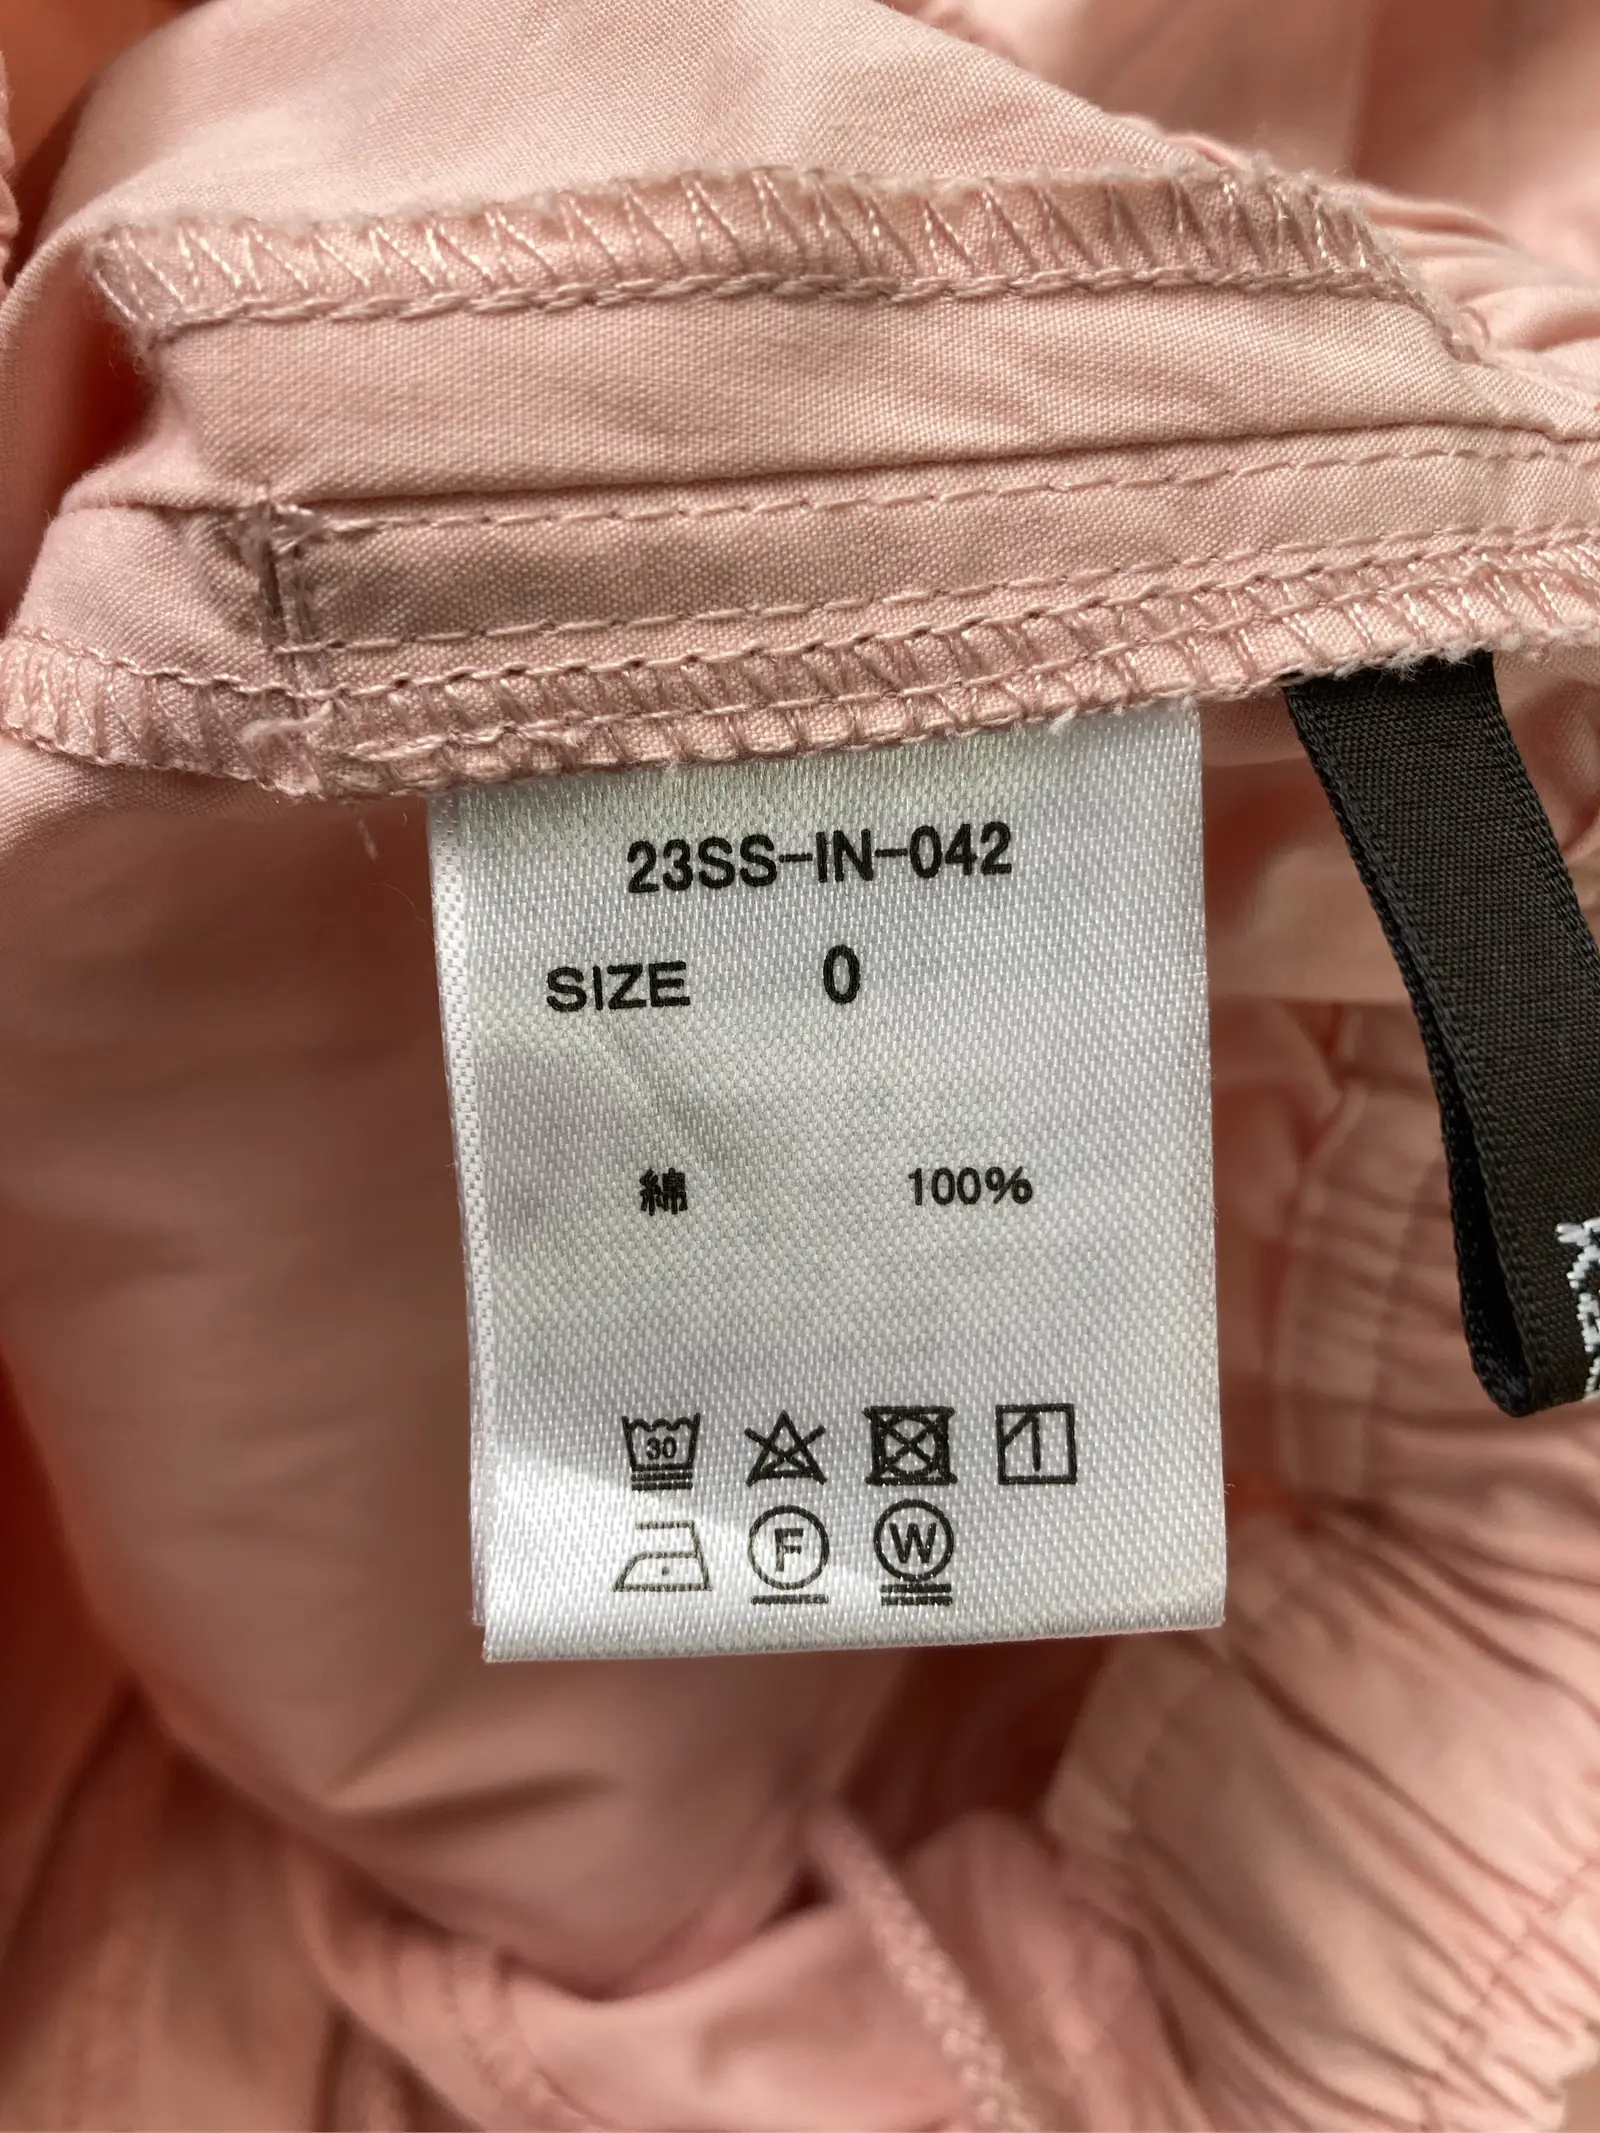 23SS-IN-042
SIZE 0
綿 100%
30
F W